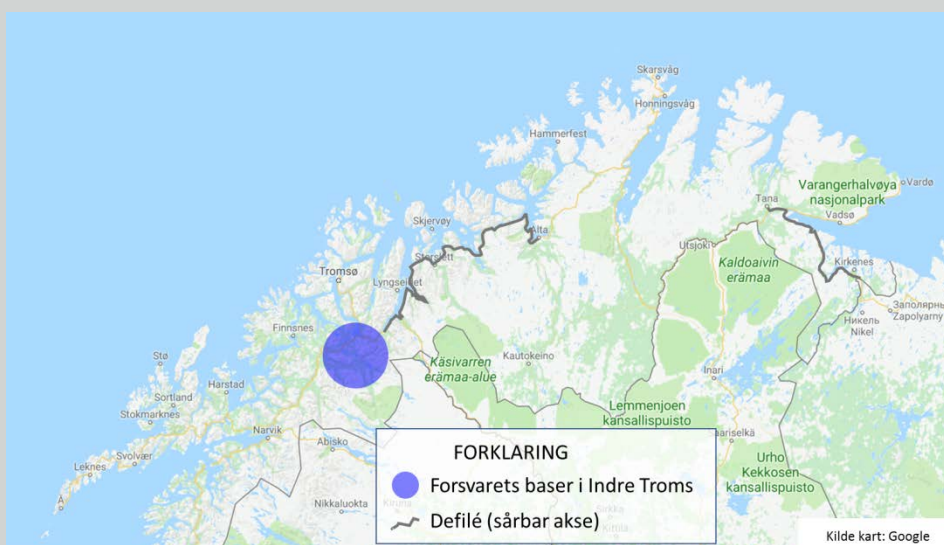 Skarsvåg
Honningsvåg
Hammerfest
Varangerhalvøya
nasjonalpark
Vardø
Tana
Vadsø
Skjervøy
Alta
Utsjoki
Storslett
Kaldoaivin
erämaa
Kirkenes
Tromsø
Lyngseidet
Заполярный
Zapolyarny
Никель
Nikel
Finnsnes
Stø
Käsivarren
erämaa-alue
Kautokeino
Inari
Harstad
Sortland
Stokmarknes
Lemmenjoen
kansallispuisto
Narvik
Abisko
Svolvær
Leknes
Å
Urho
Kekkosen
kansallispuisto
Nikkaluokta
FORKLARING
Forsvarets baser i Indre Troms
Defilé (sårbar akse)
Kilde kart: Google